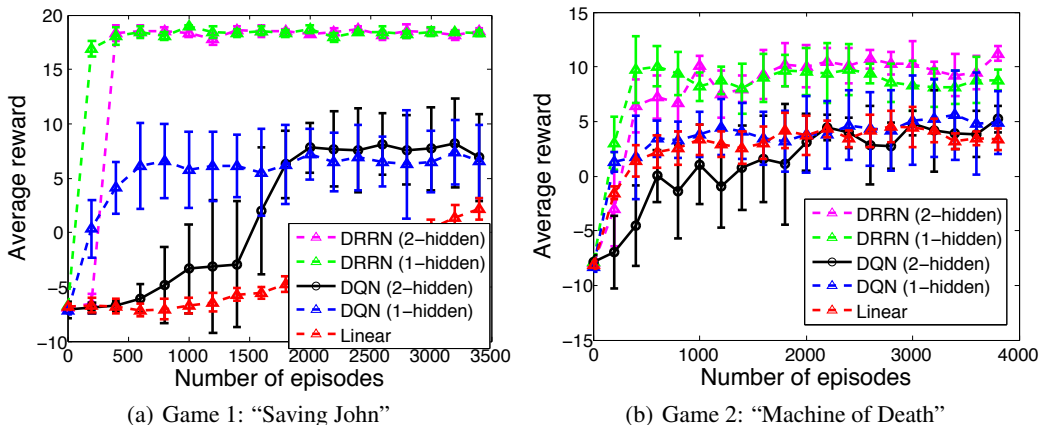 20
15
10
5
0
−5
−10
Average reward
0
500
1000
1500
2000
2500
3000
3500
Number of episodes
DRRN (2−hidden)
DRRN (1−hidden)
DQN (2−hidden)
DQN (1−hidden)
Linear
(a) Game 1: “Saving John”
15
10
5
0
−5
−10
−15
Average reward
0
1000
2000
3000
4000
Number of episodes
DRRN (2−hidden)
DRRN (1−hidden)
DQN (2−hidden)
DQN (1−hidden)
Linear
(b) Game 2: “Machine of Death”